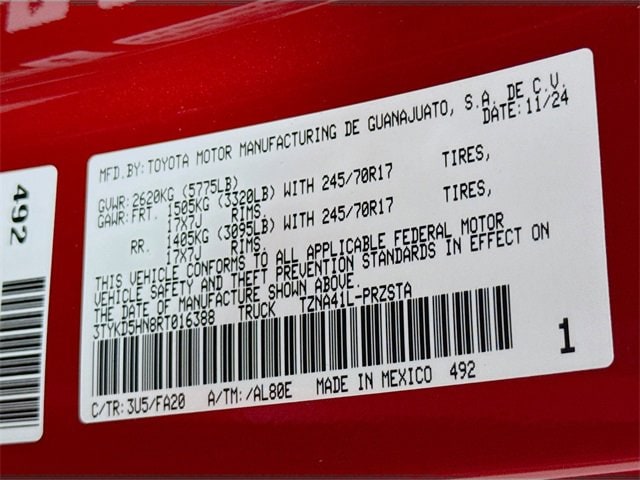 492
MFD.BY:TOYOTA MOTOR MANUFACTURING DE GUANAJUATO, S.A. DE C.V.
DATE:11/24
GVWR:2620KG (5775LB)
GAWR:FRT. 1505KG (3320LB) WITH 245/70R17 TIRES,
17X7J RIMS.
RR. 1405KG (3095LB) WITH 245/70R17 TIRES,
17X7J RIMS.
THIS VEHICLE CONFORMS TO ALL APPLICABLE FEDERAL MOTOR
VEHICLE SAFETY AND THEFT PREVENTION STANDARDS IN EFFECT ON
THE DATE OF MANUFACTURE SHOWN ABOVE.
3TYKD5HN8RT016388 TRUCK TZNA41L-PRZSTA
1
C/TR:3U5/FA20 A/TM:/AL80E MADE IN MEXICO 492